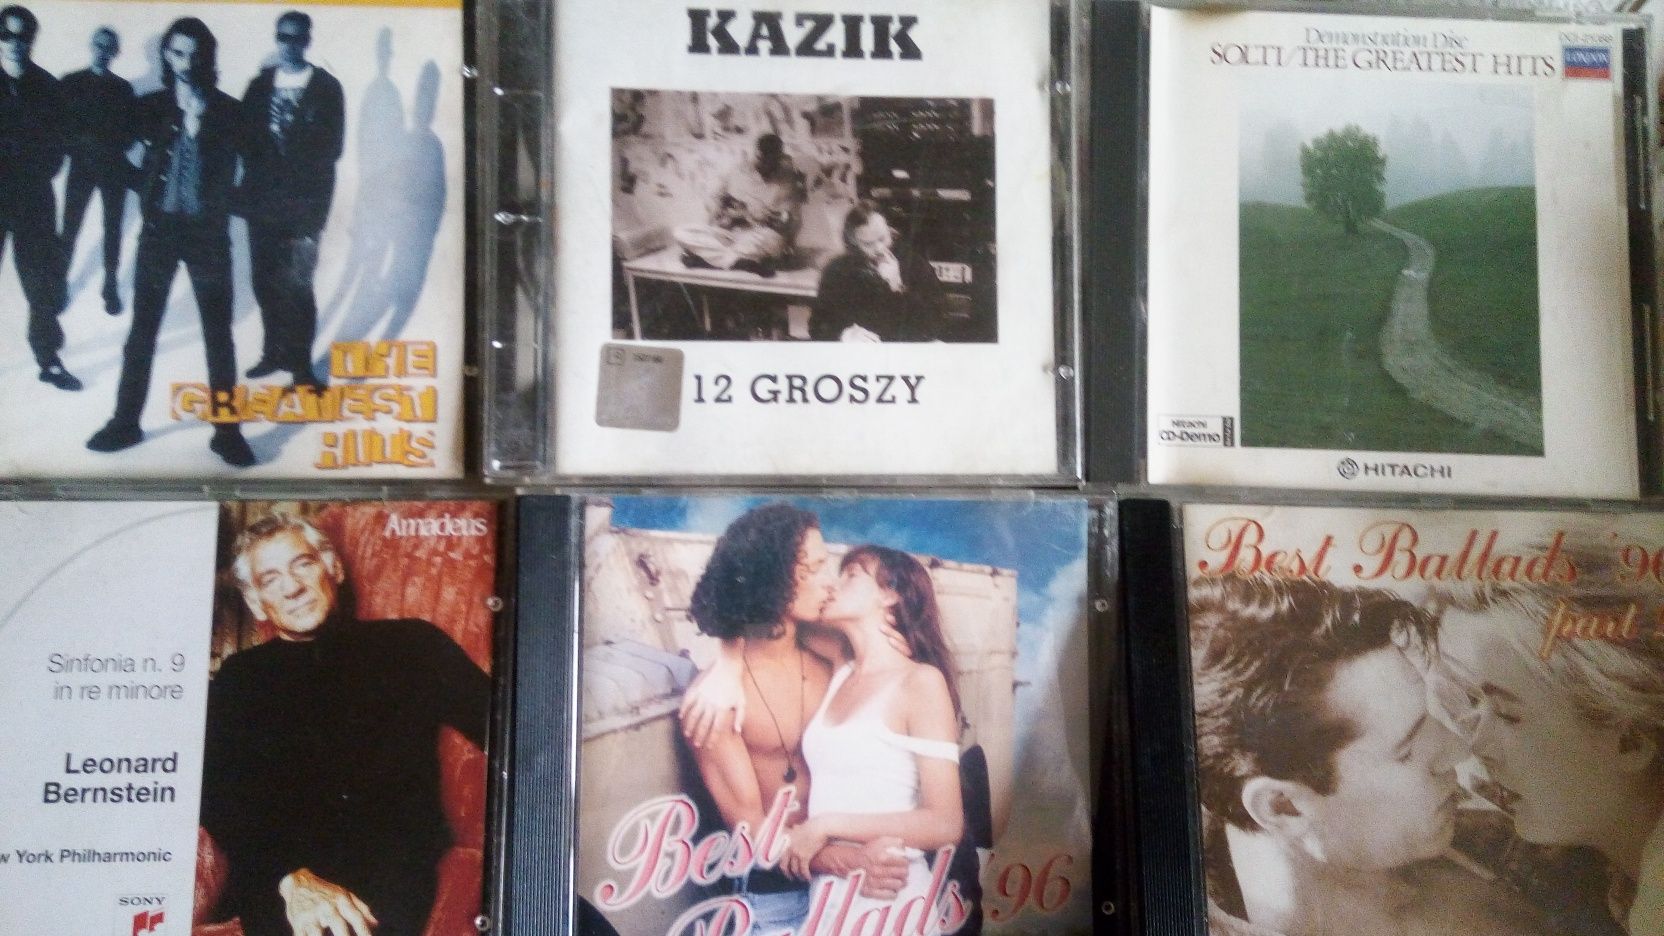 THE
GREATEST
HITS
KAZIK
12 GROSZY
Demonstration Disc
SOLTI/THE GREATEST HITS
LONDON
Hitachi
CD-Demo
HITACHI
Amadeus
Sinfonia n. 9
in re minore
Leonard
Bernstein
York Philharmonic
SONY
Best
Ballads '96
Best Ballads '96
part